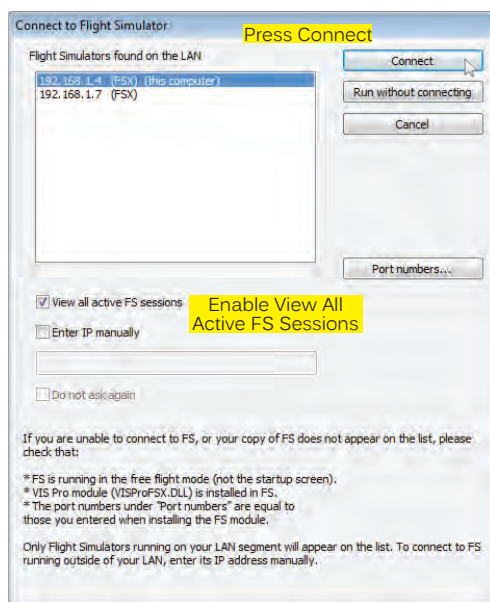 Connect to Flight Simulator
Press Connect
Flight Simulators found on the LAN
192.168.1.4 (FSX) (this computer)
192.168.1.7 (FSX)
Connect
Run without connecting
Cancel
Port numbers...
View all active FS sessions
Enable View All
Active FS Sessions
Enter IP manually
Do not ask again
If you are unable to connect to FS, or your copy of FS does not appear on the list, please
check that:
* FS is running in the free flight mode (not the startup screen).
* VIS Pro module (VISProFSX.DLL) is installed in FS.
* The port numbers under "Port numbers" are equal to
those you entered when installing the FS module.
Only Flight Simulators running on your LAN segment will appear on the list. To connect to FS
running outside of your LAN, enter its IP address manually.